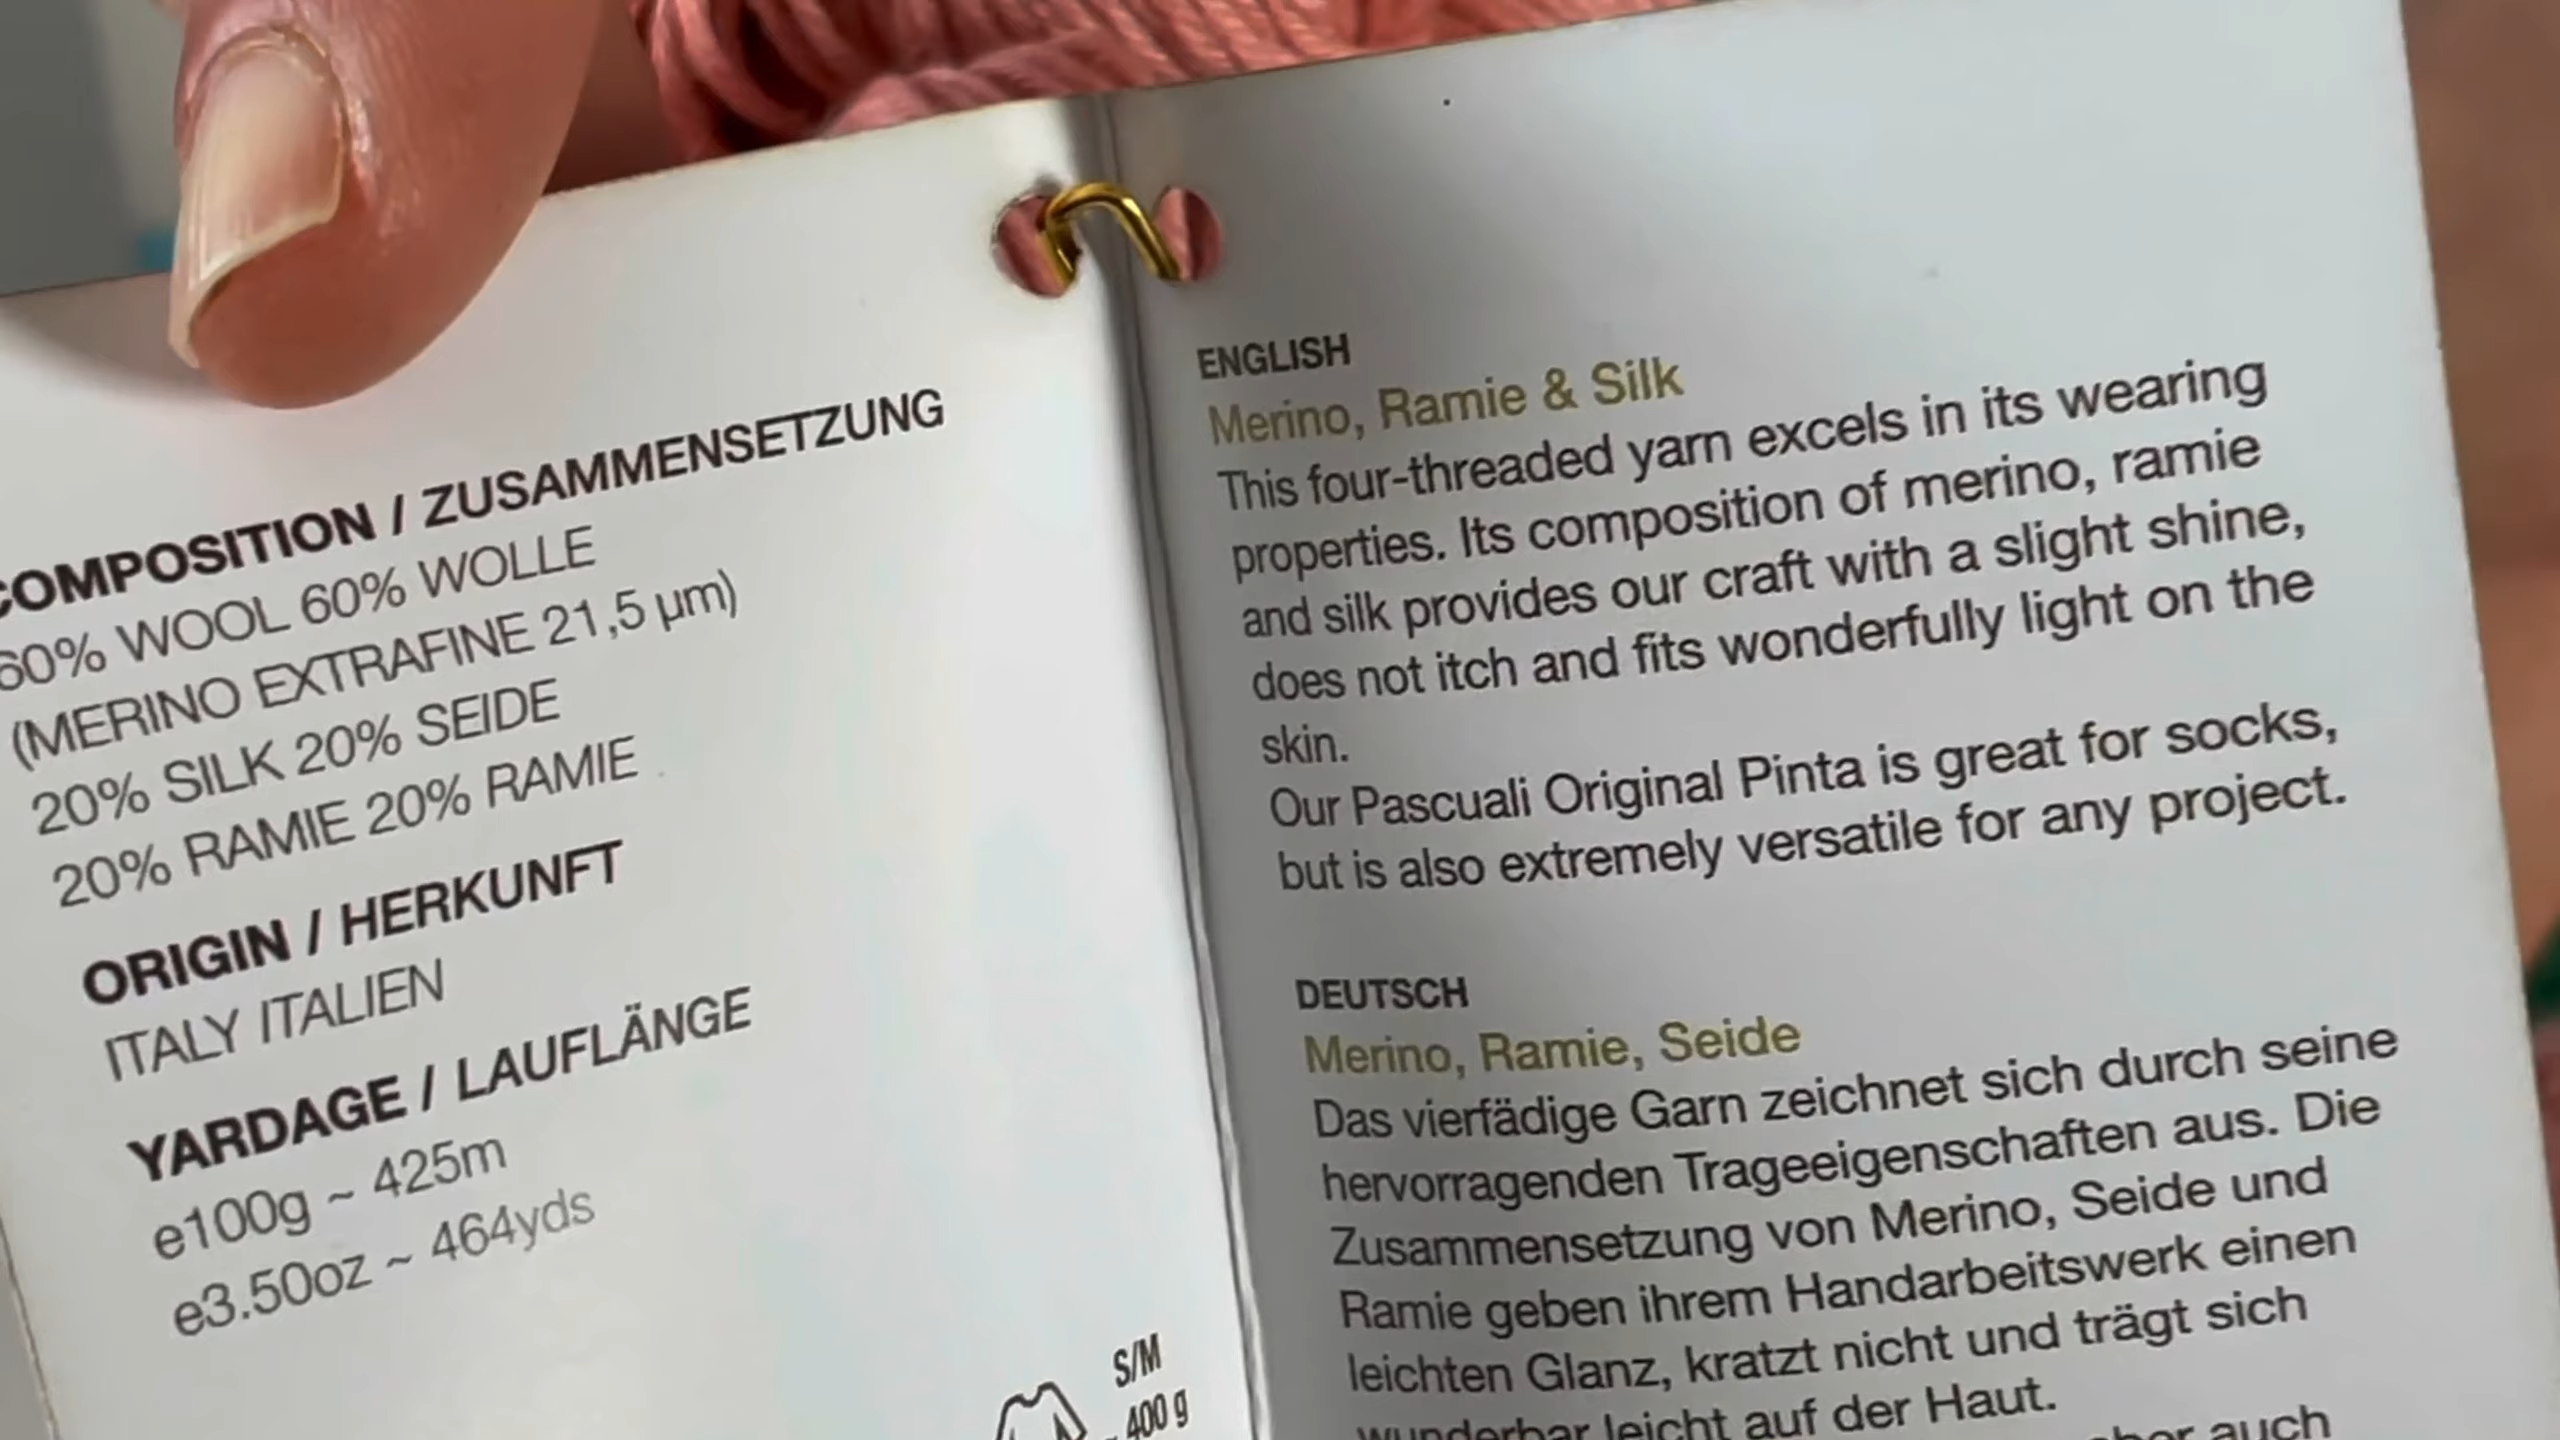 COMPOSITION / ZUSAMMENSETZUNG
60% WOOL 60% WOLLE
(MERINO EXTRAFINE 21,5 µm)
20% SILK 20% SEIDE
20% RAMIE 20% RAMIE
ORIGIN / HERKUNFT
ITALY ITALIEN
YARDAGE / LAUFLÄNGE
e100g ~ 425m
e3.50oz ~ 464yds
S/M
400 g
ENGLISH
Merino, Ramie & Silk
This four-threaded yarn excels in its wearing
properties. Its composition of merino, ramie
and silk provides our craft with a slight shine,
does not itch and fits wonderfully light on the
skin.
Our Pascuali Original Pinta is great for socks,
but is also extremely versatile for any project.
DEUTSCH
Merino, Ramie, Seide
Das vierfädige Garn zeichnet sich durch seine
hervorragenden Trageeigenschaften aus. Die
Zusammensetzung von Merino, Seide und
Ramie geben ihrem Handarbeitswerk einen
leichten Glanz, kratzt nicht und trägt sich
wunderbar leicht auf der Haut.
aber auch